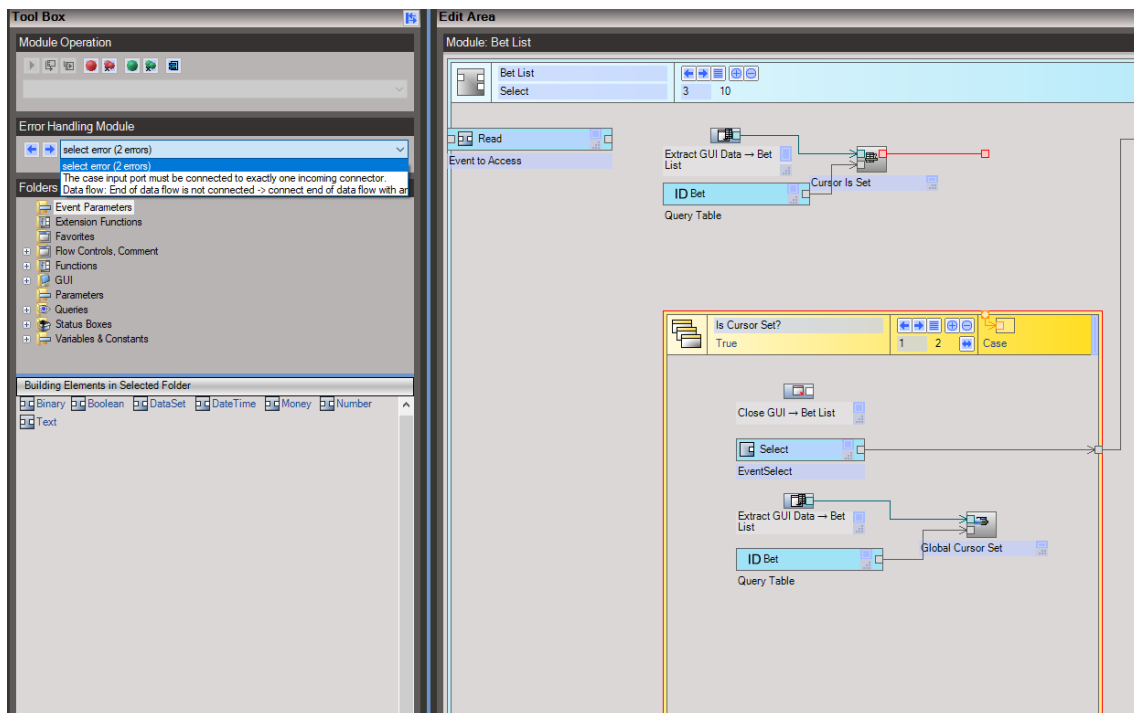 Tool Box
Module Operation
Error Handling Module
select error (2 errors)
select error (2 errors)
The case input port must be connected to exactly one incoming connector.
Data flow: End of data flow is not connected -> connect end of data flow with
Folders
Event Parameters
Extension Functions
Favorites
Flow Controls, Comment
Functions
GUI
Parameters
Queries
Status Boxes
Variables & Constants
Building Elements in Selected Folder
Binary Boolean DataSet DateTime Money Number
Text
Edit Area
Module: Bet List
Bet List
Select
3 10
Read
Event to Access
Extract GUI Data → Bet
List
Cursor Is Set
ID Bet
Query Table
Is Cursor Set?
True
1 2 Case
Close GUI → Bet List
Select
EventSelect
Extract GUI Data → Bet
List
Global Cursor Set
ID Bet
Query Table